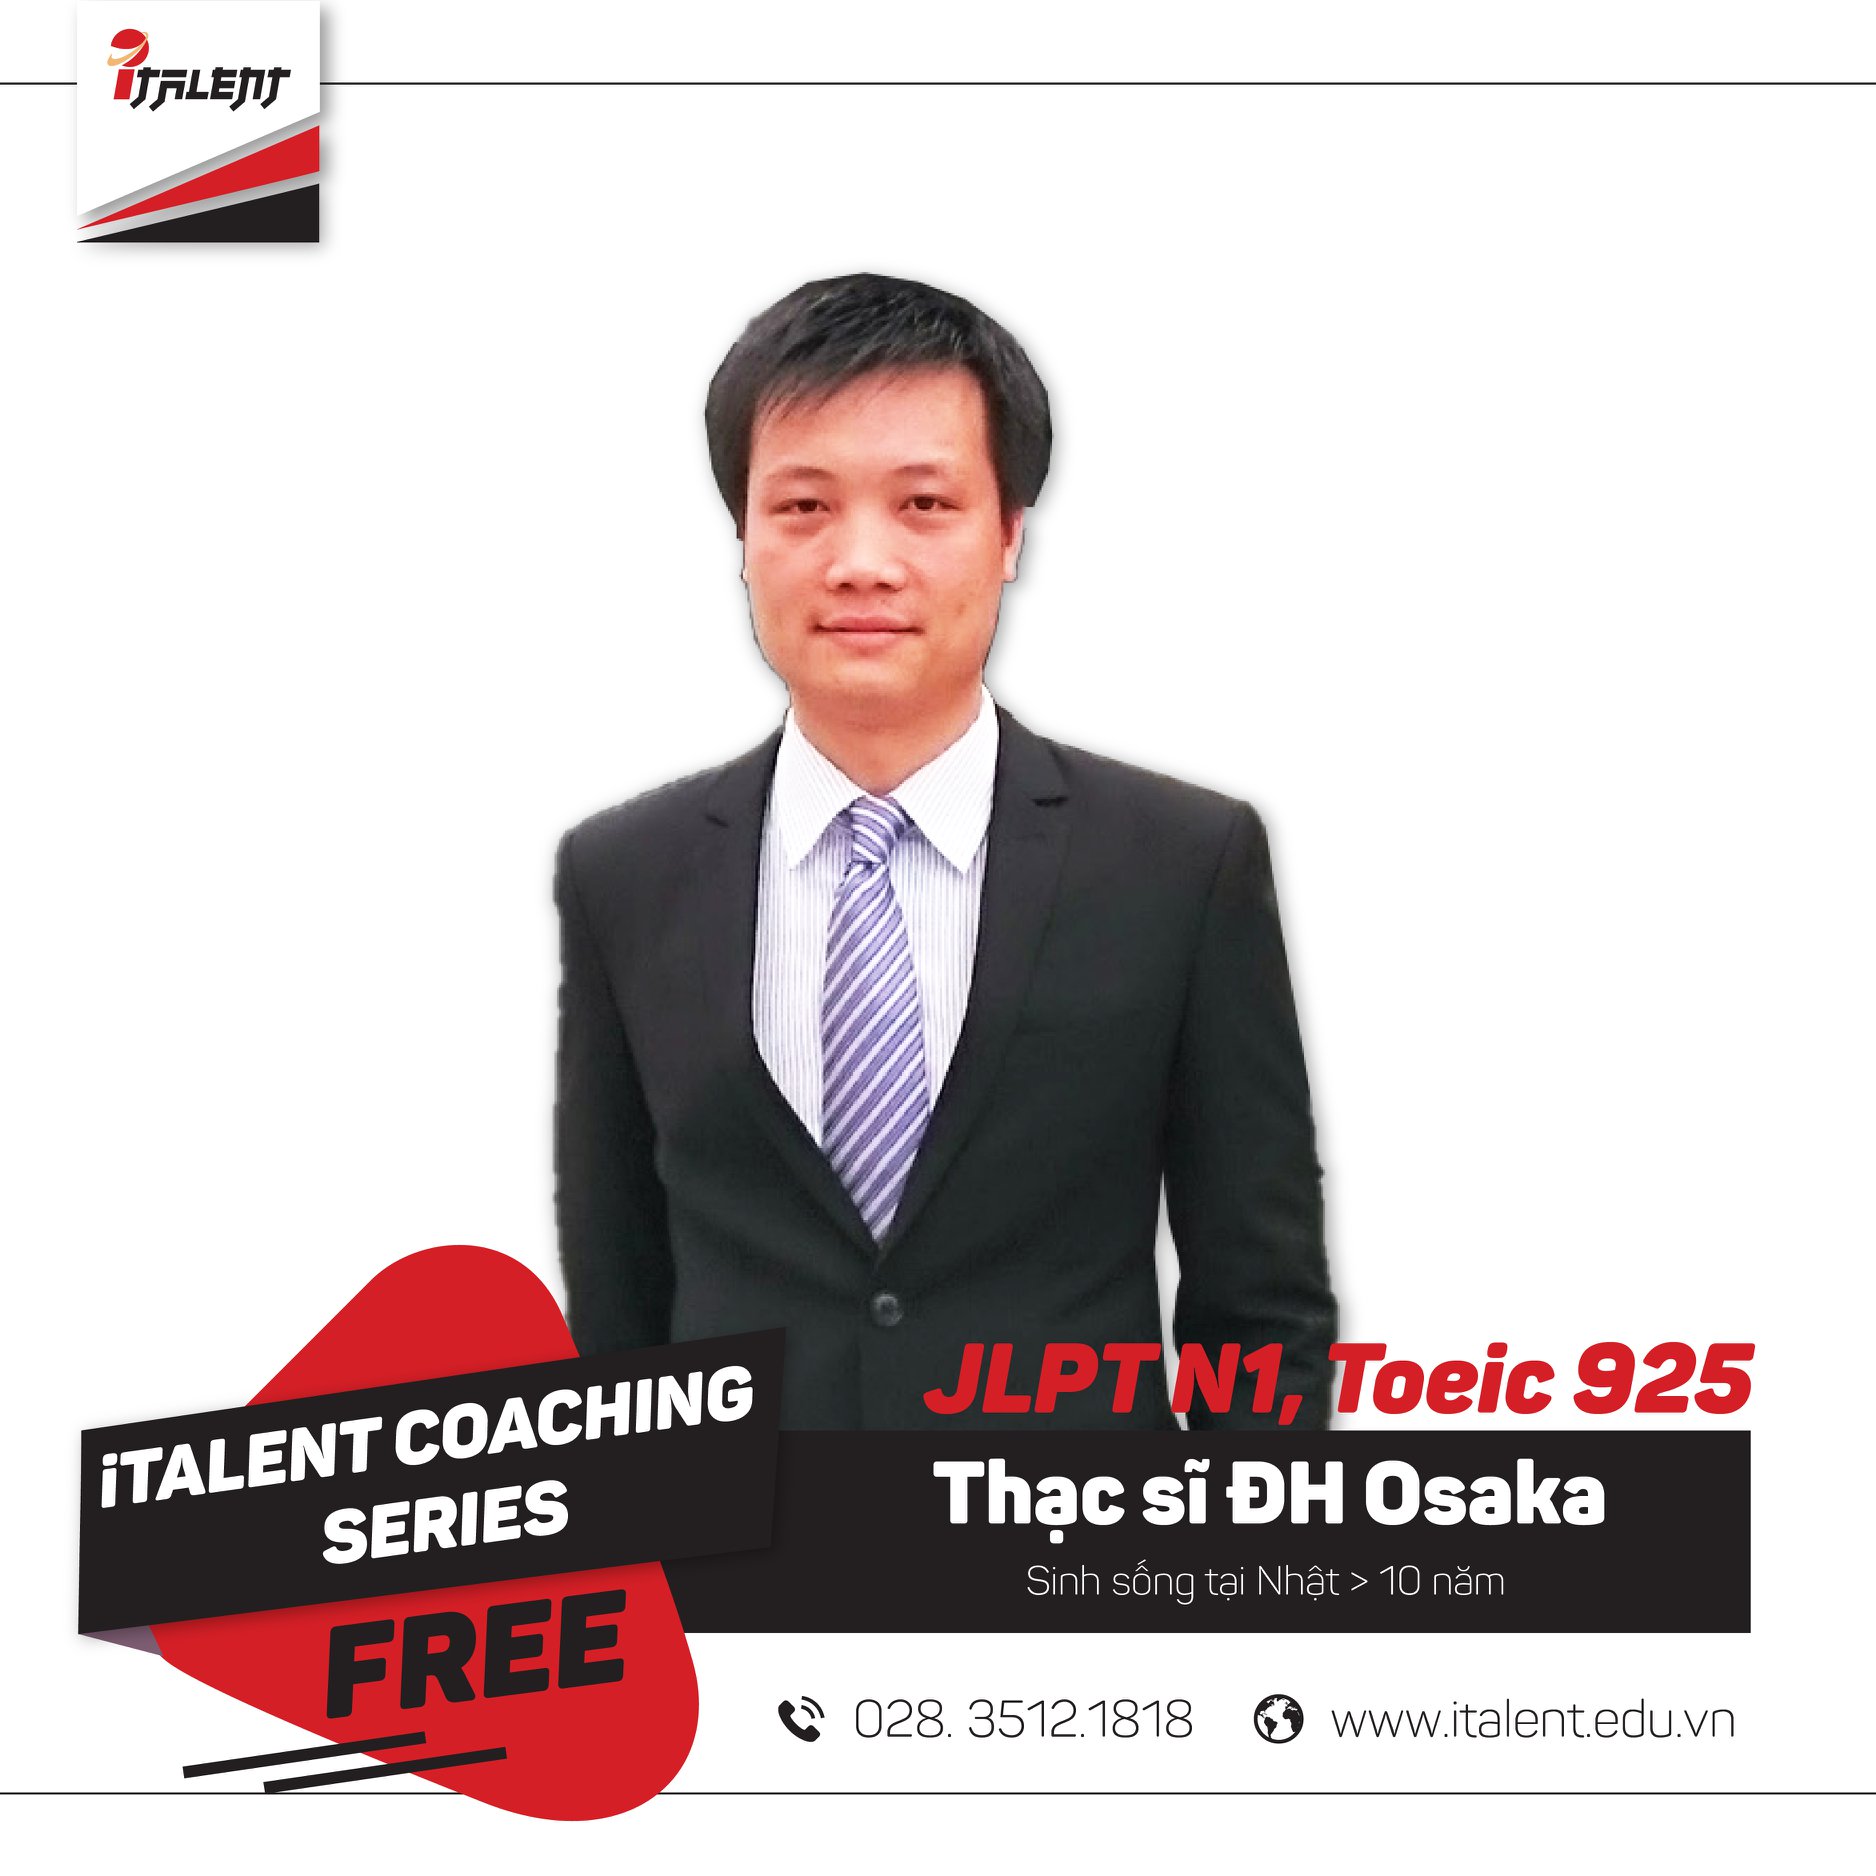 iTALENT
JLPT N1, Toeic 925
iTALENT COACHING
SERIES
Thạc sĩ ĐH Osaka
Sinh sống tại Nhật > 10 năm
FREE
028. 3512.1818
www.italent.edu.vn